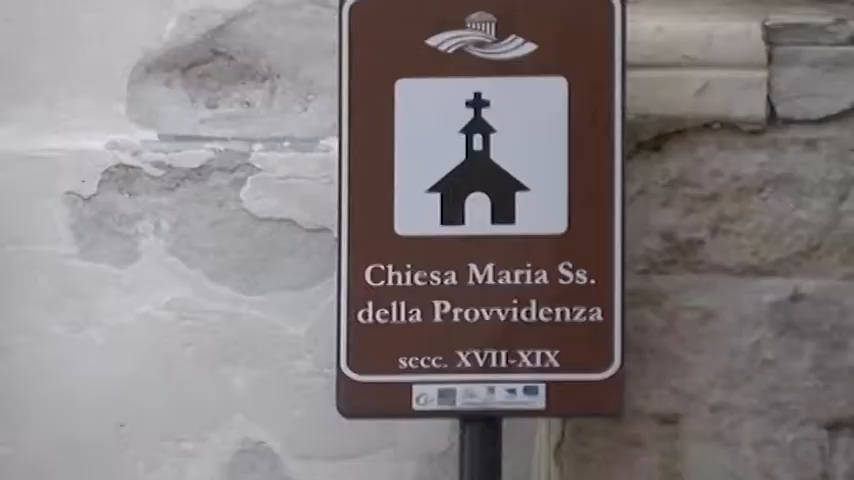 Chiesa Maria Ss.
della Provvidenza
secc. XVII-XIX